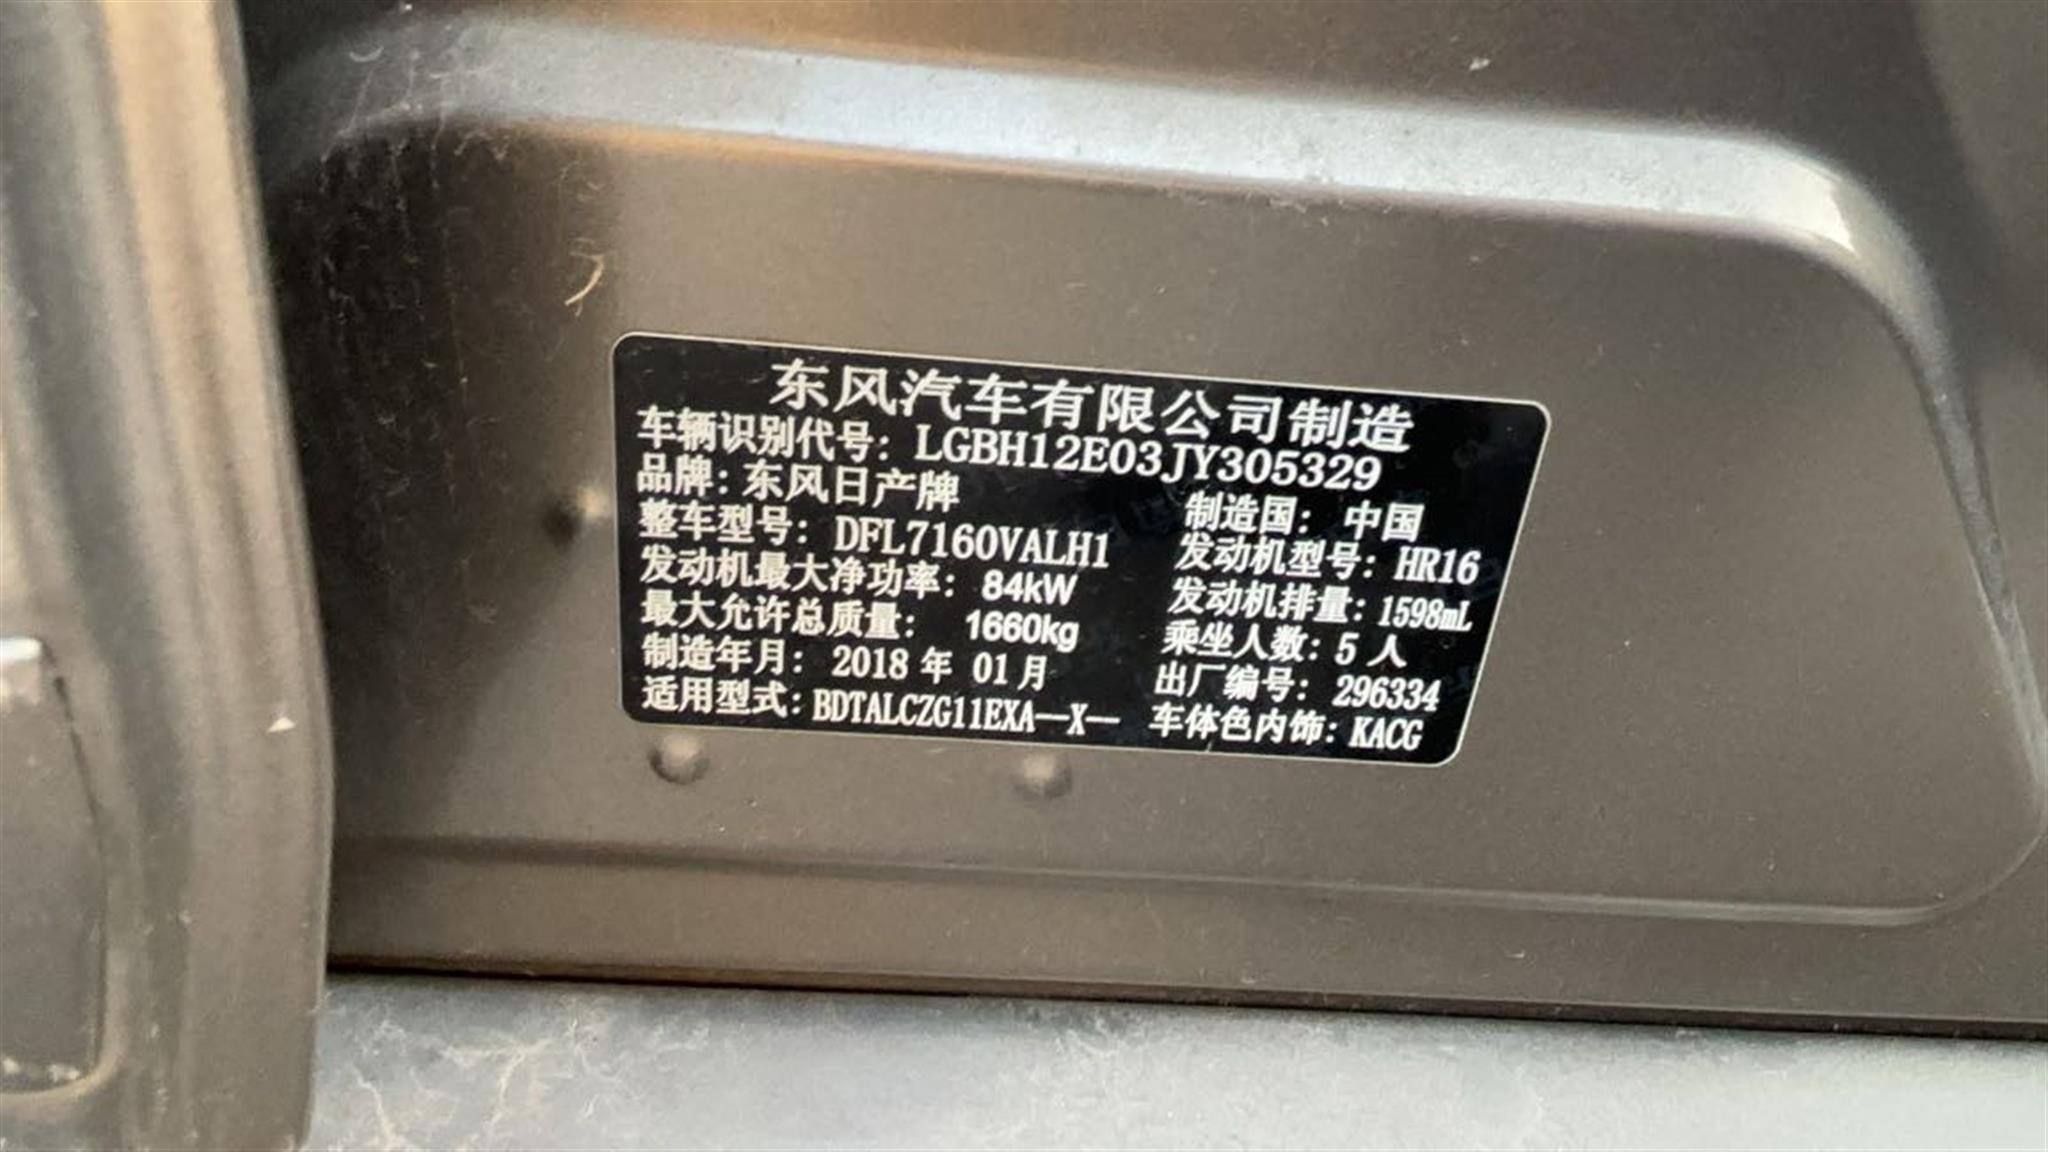 东风汽车有限公司制造
车辆识别代号: LGBH12E03JY305329
品牌: 东风日产牌 制造国: 中国
整车型号: DFL7160VALH1 发动机型号: HR16
发动机最大净功率: 84kW 发动机排量: 1598mL
最大允许总质量: 1660kg 乘坐人数: 5 人
制造年月: 2018 年 01 月 出厂编号: 296334
适用型式: BDTALCZG11EXA—X— 车体色内饰: KACG